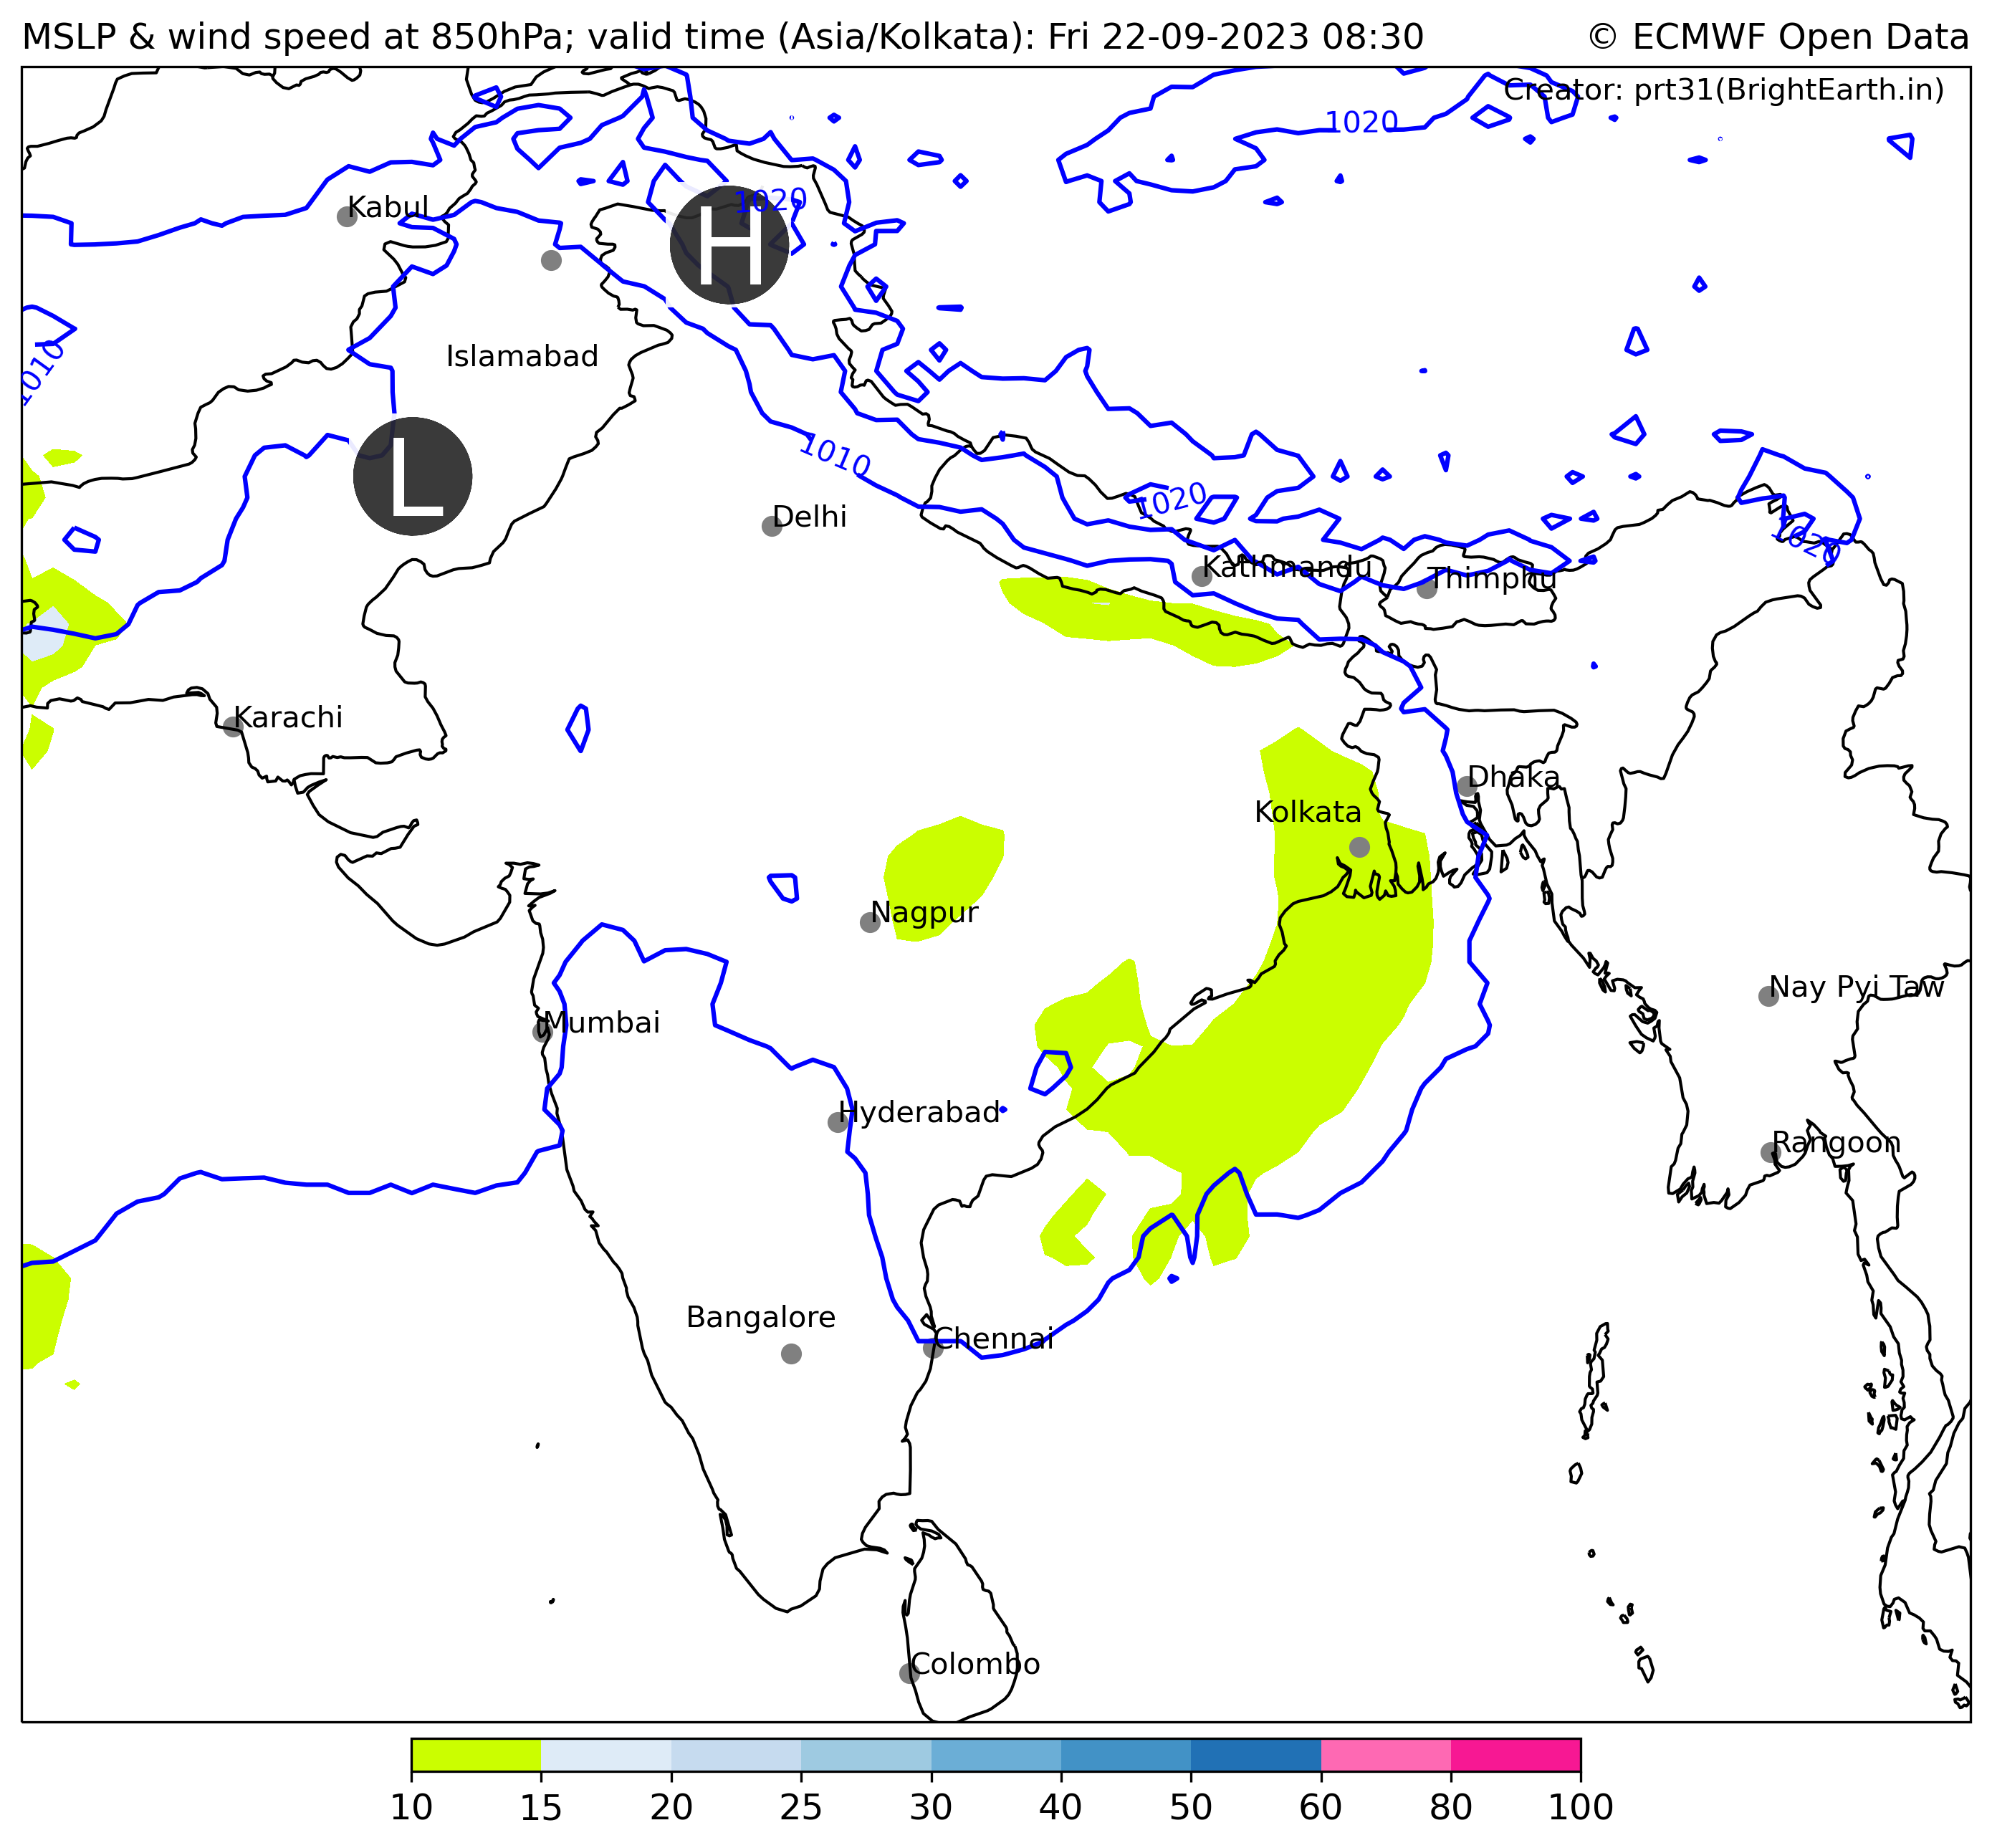 MSLP & wind speed at 850hPa; valid time (Asia/Kolkata): Fri 22-09-2023 08:30 © ECMWF Open Data
Creator: prt31(BrightEarth.in)
1020
1020
Kabul
H
1010
Islamabad
L
1010
Delhi
1020
1020
Kathmandu
Thimphu
Karachi
Dhaka
Kolkata
Nagpur
Nay Pyi Taw
Mumbai
Hyderabad
Rangoon
Bangalore
Chennai
Colombo
10 15 20 25 30 40 50 60 80 100